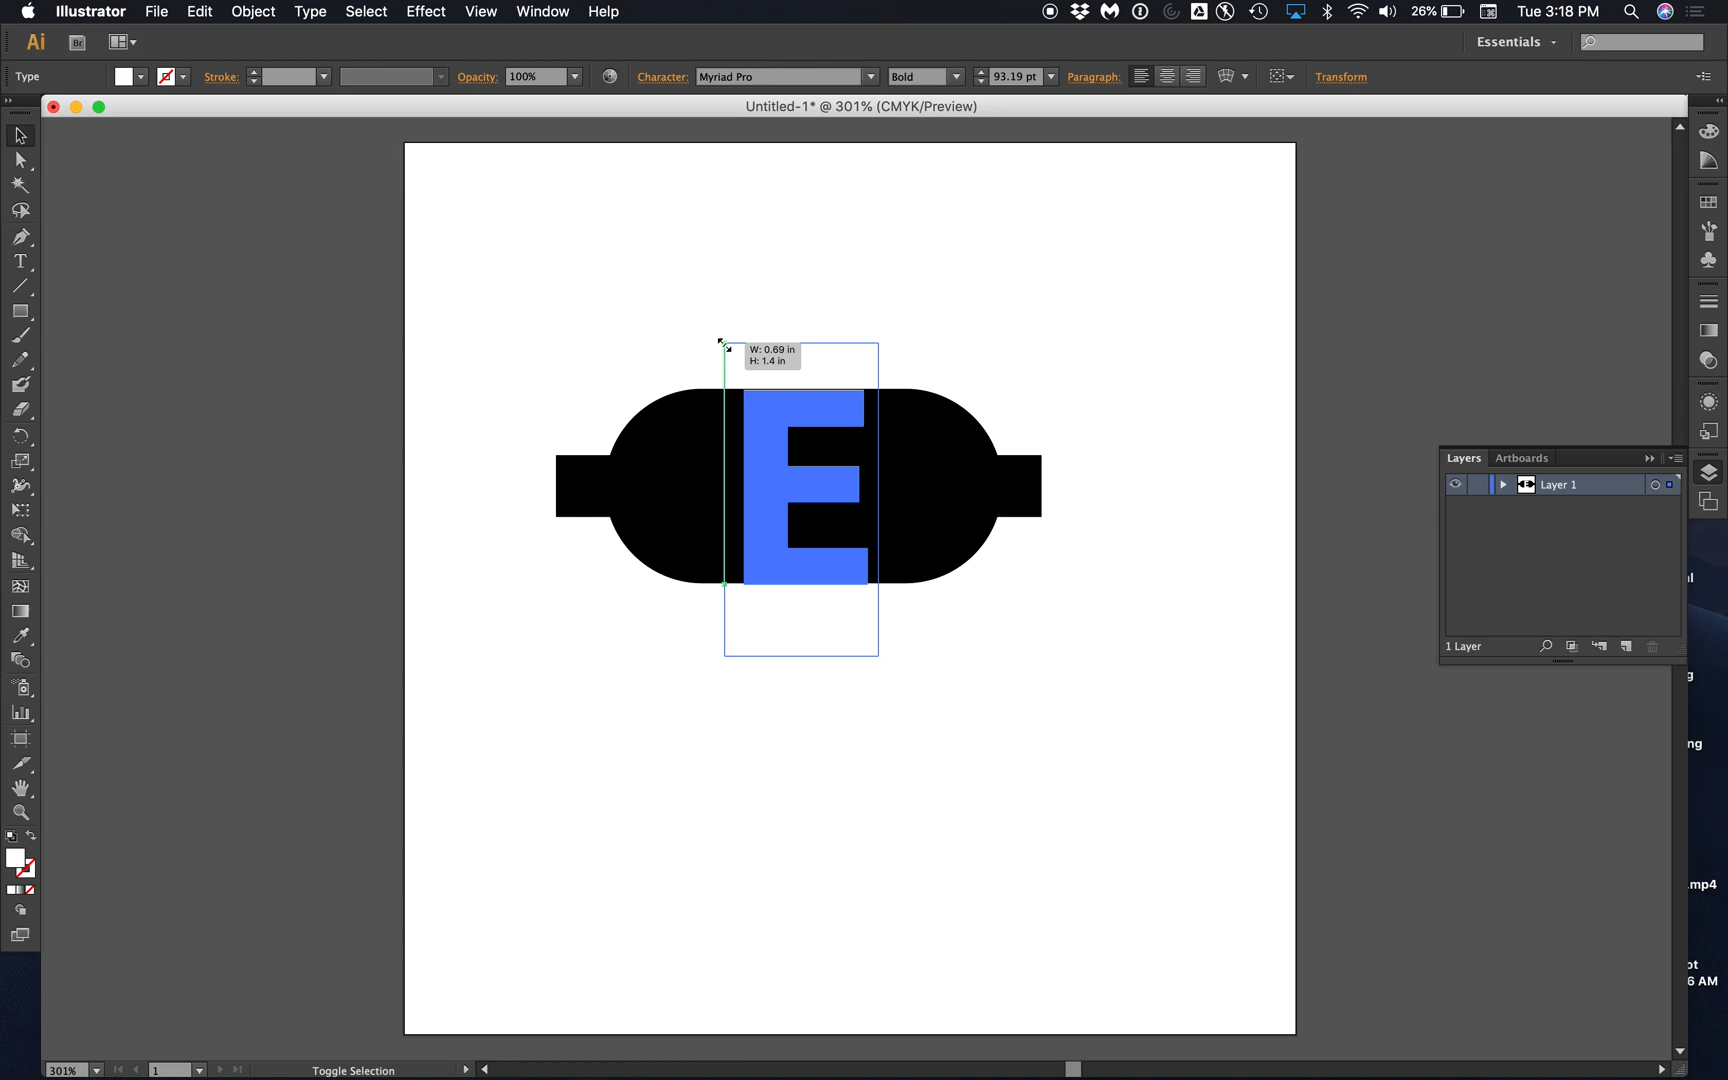 Illustrator File Edit Object Type Select Effect View Window Help 26% Tue 3:18 PM
Ai Br Essentials
Type Stroke: Opacity: 100% Character: Myriad Pro Bold 93.19 pt Paragraph: Transform
Untitled-1* @ 301% (CMYK/Preview)
W: 0.69 in
H: 1.4 in
E
Layers Artboards
Layer 1
1 Layer
.mp4
6 AM
301% 1 Toggle Selection